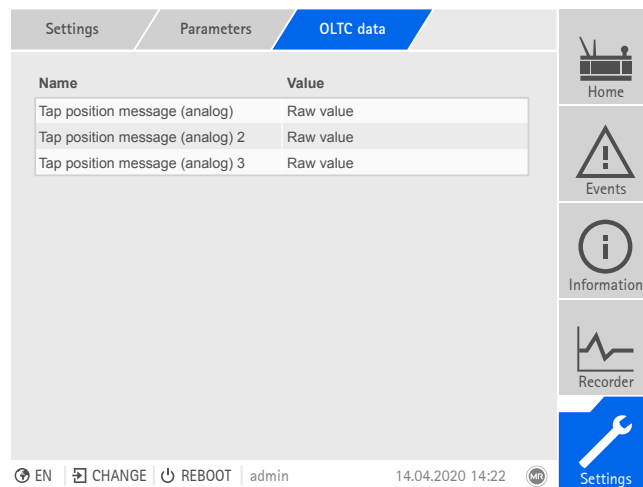 Settings Parameters OLTC data
Name Value
Tap position message (analog) Raw value
Tap position message (analog) 2 Raw value
Tap position message (analog) 3 Raw value
Home
Events
Information
Recorder
Settings
EN CHANGE REBOOT admin 14.04.2020 14:22 MR